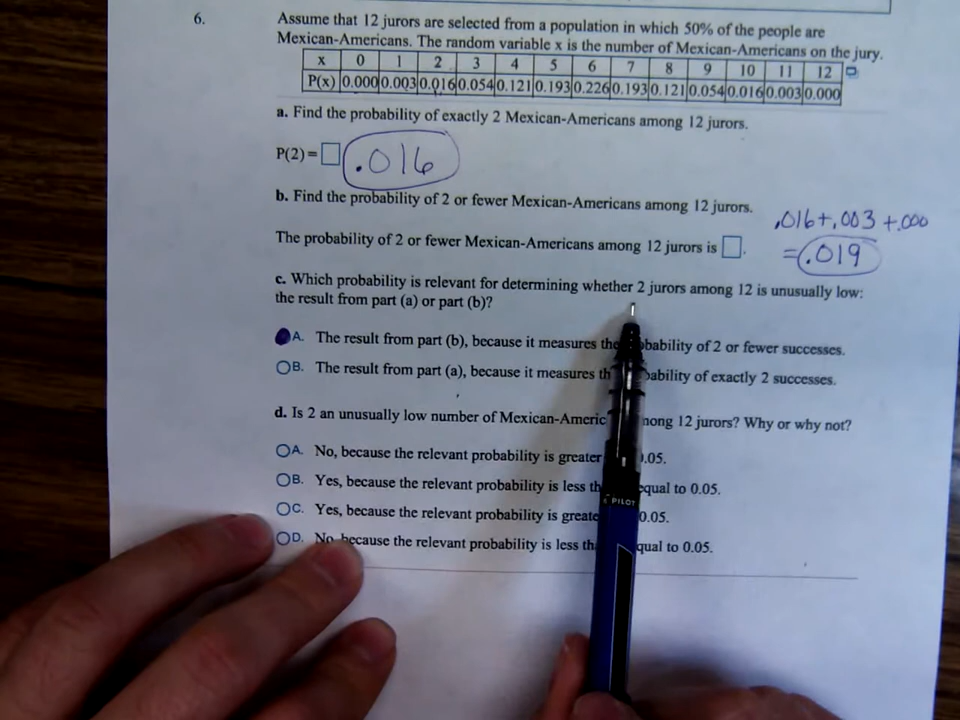 6.
Assume that 12 jurors are selected from a population in which 50% of the people are
Mexican-Americans. The random variable x is the number of Mexican-Americans on the jury.
x 0 1 2 3 4 5 6 7 8 9 10 11 12
P(x) 0.000 0.003 0.016 0.054 0.121 0.193 0.226 0.193 0.121 0.054 0.016 0.003 0.000
a. Find the probability of exactly 2 Mexican-Americans among 12 jurors.
P(2) = .016
b. Find the probability of 2 or fewer Mexican-Americans among 12 jurors.
.016+.003+.000
The probability of 2 or fewer Mexican-Americans among 12 jurors is .
= .019
c. Which probability is relevant for determining whether 2 jurors among 12 is unusually low:
the result from part (a) or part (b)?
A. The result from part (b), because it measures the probability of 2 or fewer successes.
B. The result from part (a), because it measures th bability of exactly 2 successes.
d. Is 2 an unusually low number of Mexican-Americ mong 12 jurors? Why or why not?
A. No, because the relevant probability is greater 0.05.
B. Yes, because the relevant probability is less th equal to 0.05.
C. Yes, because the relevant probability is greate 0.05.
D. No, because the relevant probability is less th equal to 0.05.
PILOT